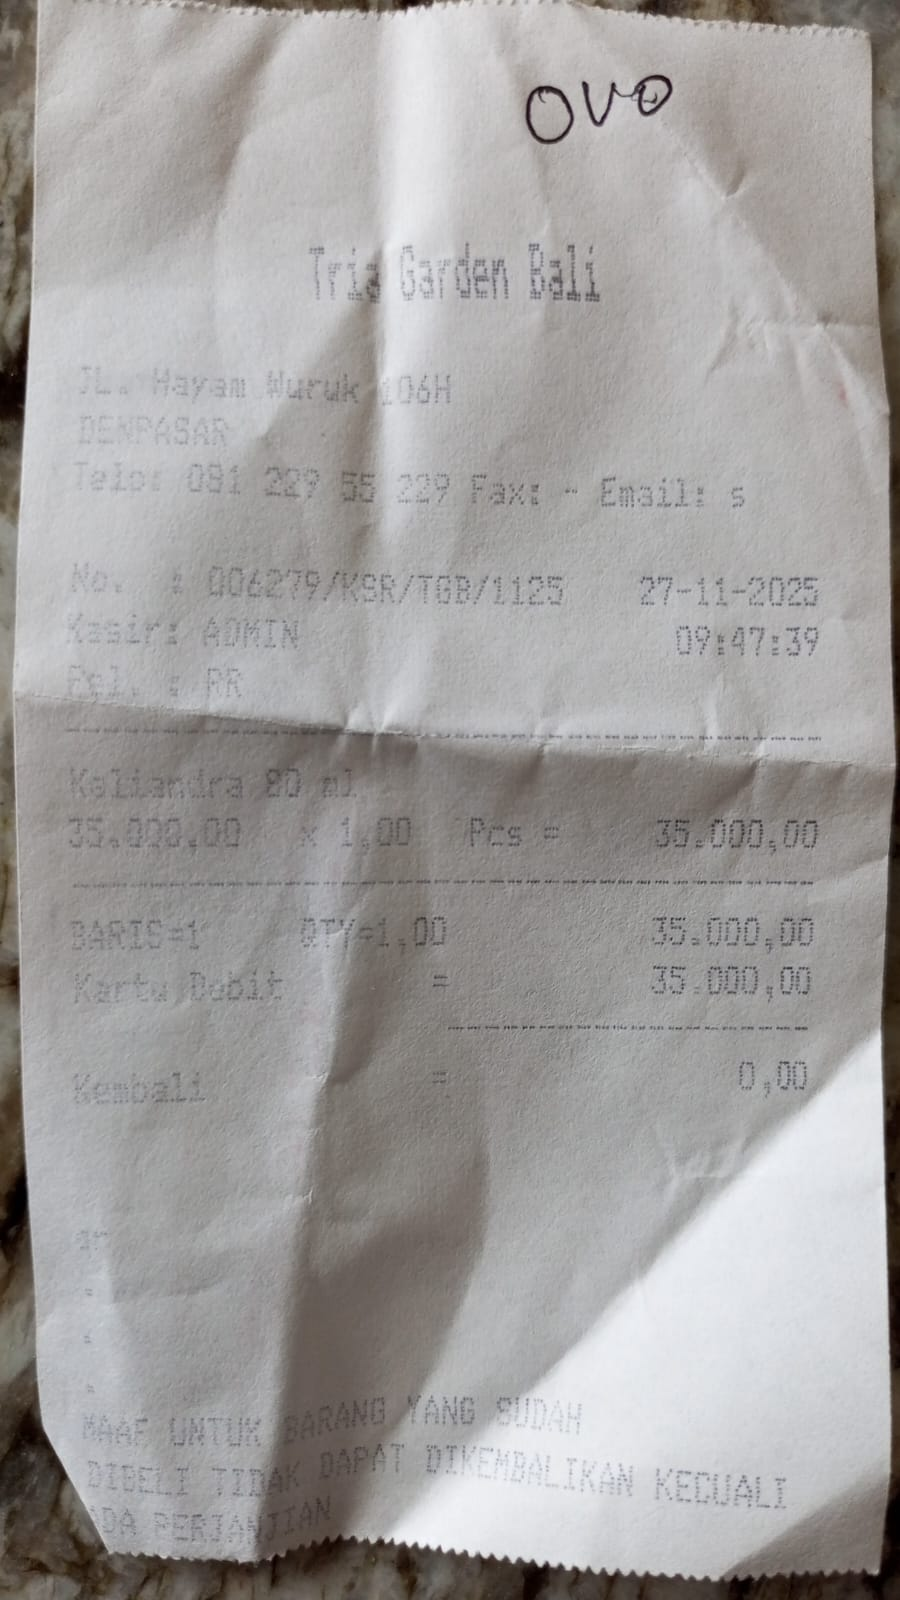 OVO
Tria Garden Bali
JL. Hayam Wuruk 106H
DENPASAR
Telp: 081 229 55 229 Fax: - Email: s
No. : 006279/KSR/TGB/1125 27-11-2025
Kasir: ADMIN 09:47:39
Pel. : RR
Kaliandra 80 ml
35.000,00 x 1,00 Pcs = 35.000,00
BARIS=1 QTY=1,00 35.000,00
Kartu Debit = 35.000,00
Kembali = 0,00
MAAF UNTUK BARANG YANG SUDAH
DIBELI TIDAK DAPAT DIKEMBALIKAN KECUALI
ADA PERJANJIAN